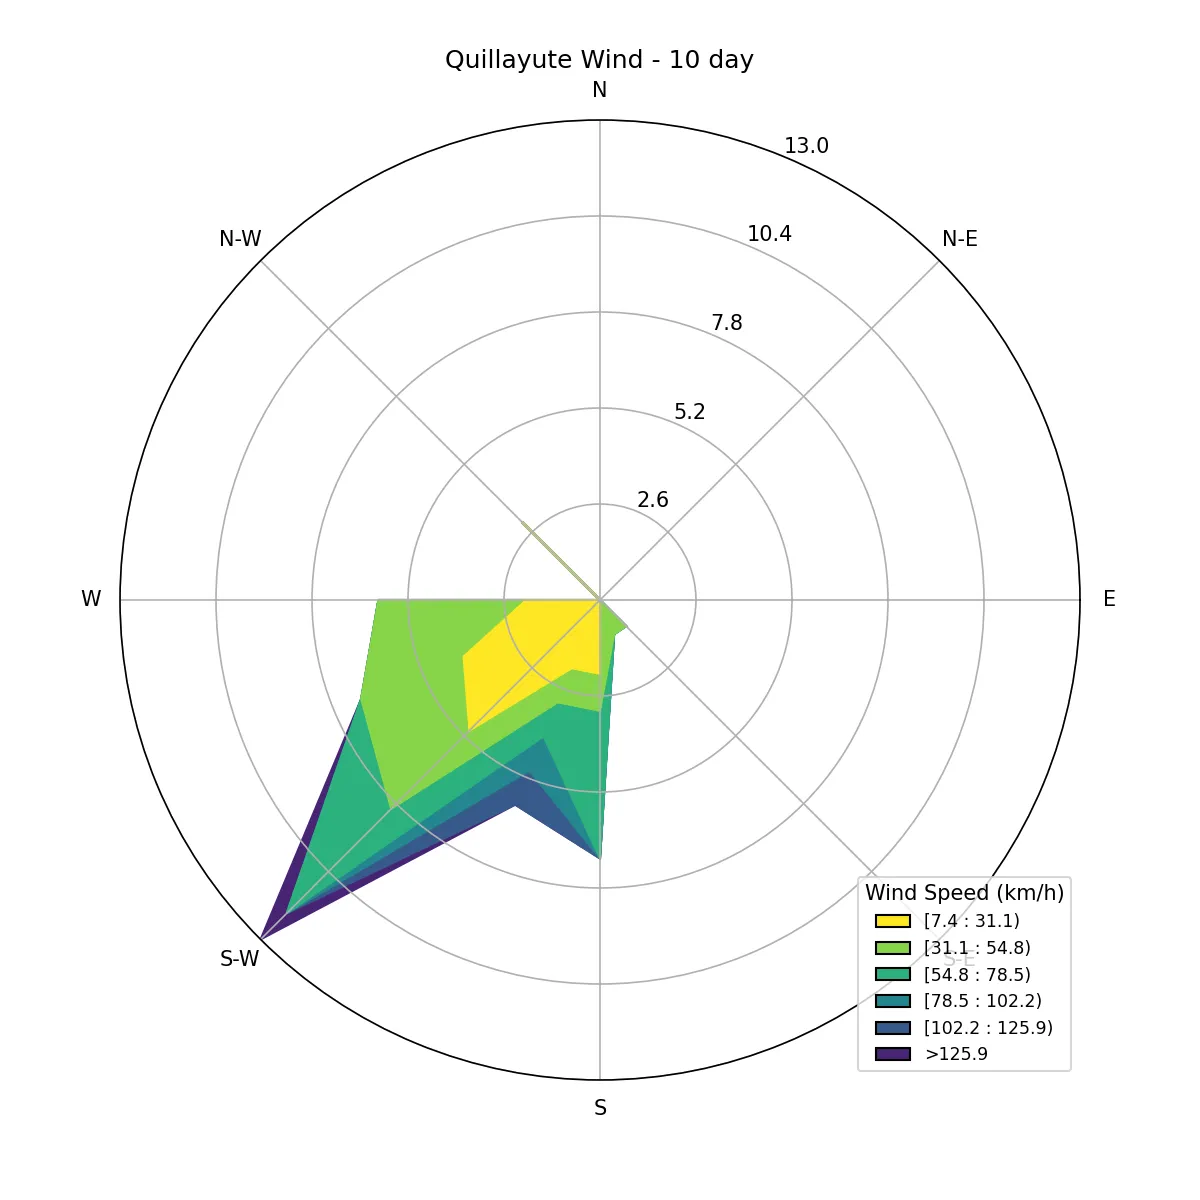 Quillayute Wind - 10 day
N
13.0
10.4
N-W
N-E
7.8
5.2
2.6
W
E
S-W
S-E
S
Wind Speed (km/h)
[7.4 : 31.1)
[31.1 : 54.8)
[54.8 : 78.5)
[78.5 : 102.2)
[102.2 : 125.9)
>125.9